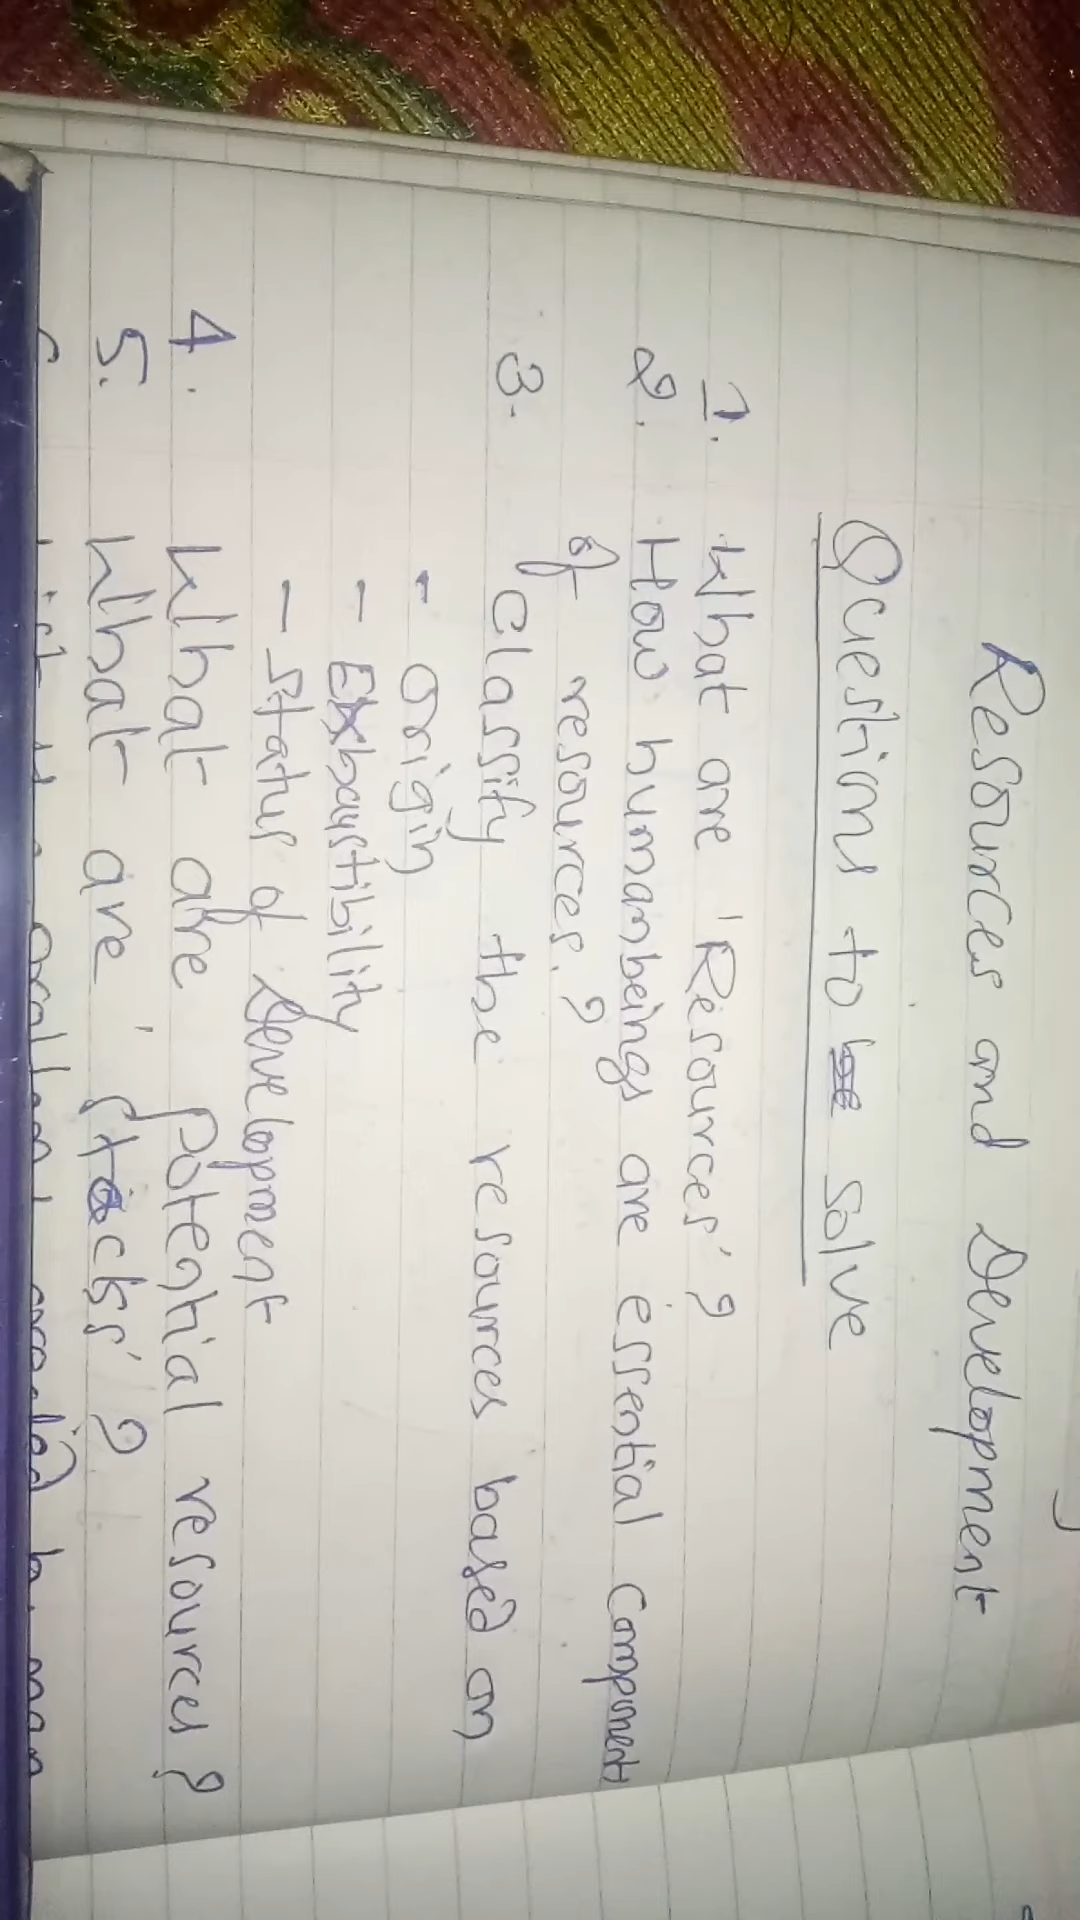 Resources and Development
Questions to solve
1. What are 'Resources'?
2. How humanbeings are essential components
of resources?
3. Classify the resources based on
- Origin
- Exhaustibility
- Status of Development
4. What are Potential resources?
5. What are 'Stocks'?